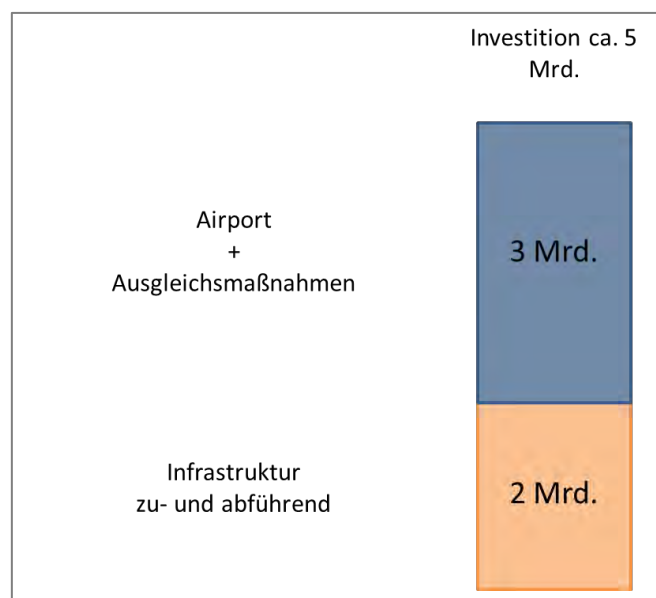 Investition ca. 5
Mrd.
Airport
+
Ausgleichsmaßnahmen
3 Mrd.
Infrastruktur
zu- und abführend
2 Mrd.